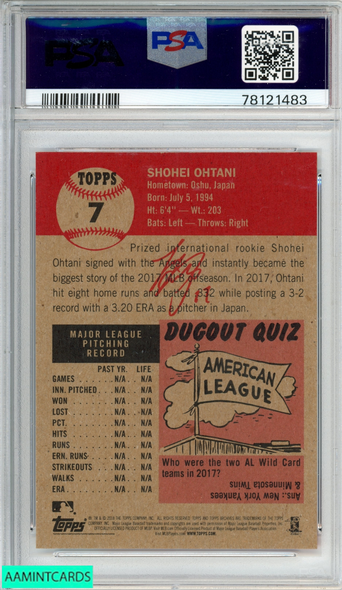 PSA
PSA
78121483
TOPPS
7
SHOHEI OHTANI
Hometown: Oshu, Japan
Born: July 5, 1994
Ht: 6'4" — Wt.: 203
Bats: Left – Throws: Right
Prized international rookie Shohei
Ohtani signed with the Angels and instantly became the
biggest story of the 2017 MLB offseason. In 2017, Ohtani
hit eight home runs and batted .332 while posting a 3-2
record with a 3.20 ERA as a pitcher in Japan.
MAJOR LEAGUE
PITCHING
RECORD
PAST YR. LIFE
GAMES N/A N/A
INN. PITCHED N/A N/A
WON N/A N/A
LOST N/A N/A
PCT. N/A N/A
HITS N/A N/A
RUNS N/A N/A
ERN. RUNS N/A N/A
STRIKEOUTS N/A N/A
WALKS N/A N/A
ERA N/A N/A
DUGOUT QUIZ
AMERICAN
LEAGUE
Who were the two AL Wild Card
teams in 2017?
Ans.: New York Yankees
& Minnesota Twins
topps
AAMINTCARDS